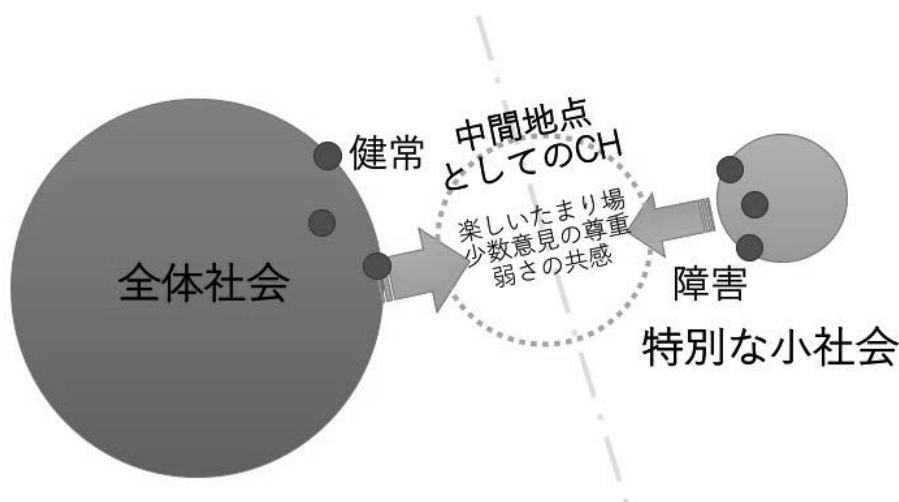 中間地点
としてのCH
健常
楽しいたまり場
少数意見の尊重
弱さの共感
全体社会
障害
特別な小社会